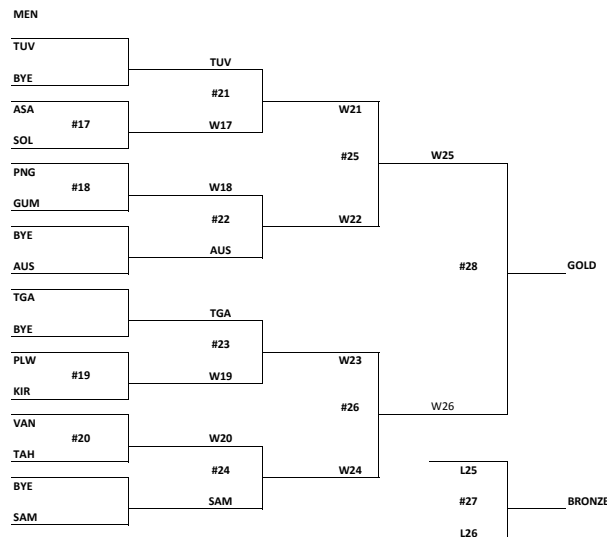 MEN
TUV
BYE
TUV
#21
ASA
#17
SOL
W17
W21
#25
W25
PNG
#18
GUM
W18
#22
W22
BYE
AUS
AUS
#28
GOLD
TGA
BYE
TGA
#23
PLW
#19
KIR
W19
W23
#26
W26
VAN
#20
TAH
W20
#24
W24
BYE
SAM
SAM
L25
#27
BRONZE
L26